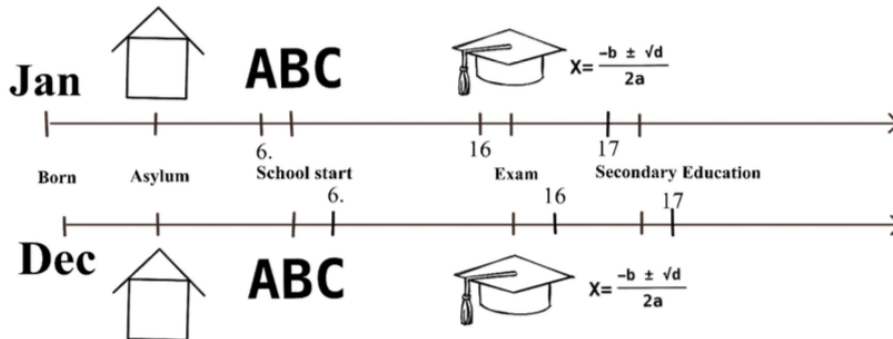 ABC
X= −b ± √d
2a
Jan
6.
16
17
Born
Asylum
School start
Exam
Secondary Education
6.
16
17
Dec
ABC
X= −b ± √d
2a